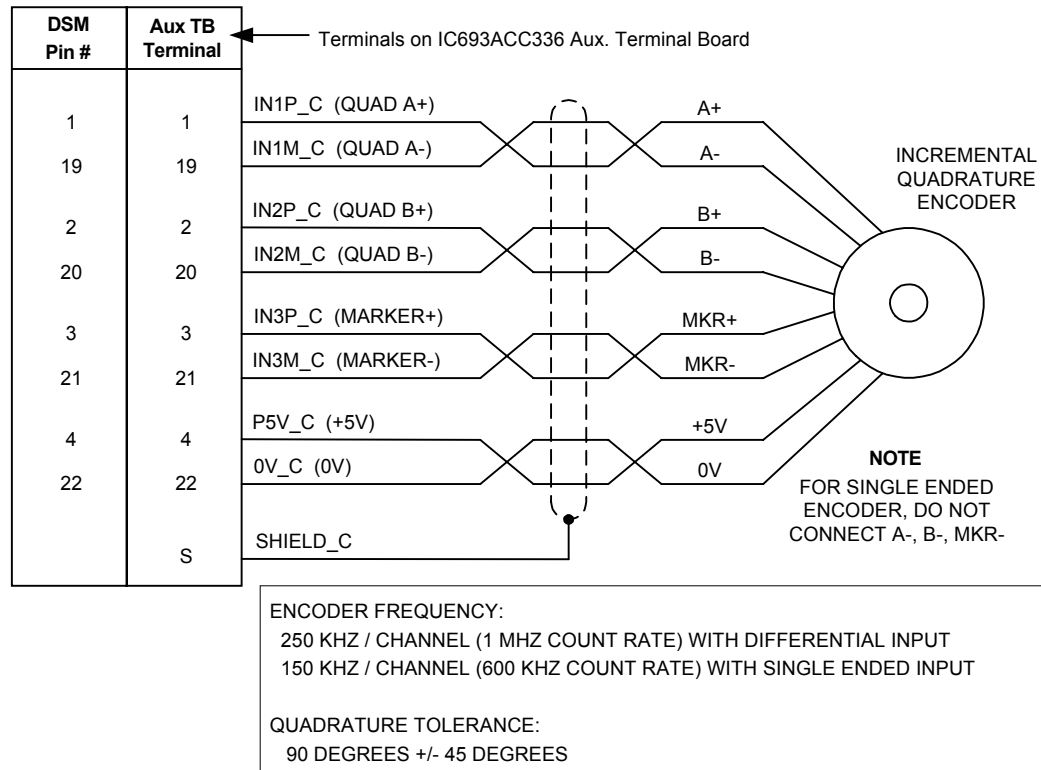 DSM
Pin #
Aux TB
Terminal
Terminals on IC693ACC336 Aux. Terminal Board
1
1
IN1P_C (QUAD A+)
A+
19
19
IN1M_C (QUAD A-)
A-
2
2
IN2P_C (QUAD B+)
B+
20
20
IN2M_C (QUAD B-)
B-
3
3
IN3P_C (MARKER+)
MKR+
21
21
IN3M_C (MARKER-)
MKR-
4
4
P5V_C (+5V)
+5V
22
22
0V_C (0V)
0V
S
SHIELD_C
INCREMENTAL
QUADRATURE
ENCODER
NOTE
FOR SINGLE ENDED
ENCODER, DO NOT
CONNECT A-, B-, MKR-
ENCODER FREQUENCY:
250 KHZ / CHANNEL (1 MHZ COUNT RATE) WITH DIFFERENTIAL INPUT
150 KHZ / CHANNEL (600 KHZ COUNT RATE) WITH SINGLE ENDED INPUT
QUADRATURE TOLERANCE:
90 DEGREES +/- 45 DEGREES